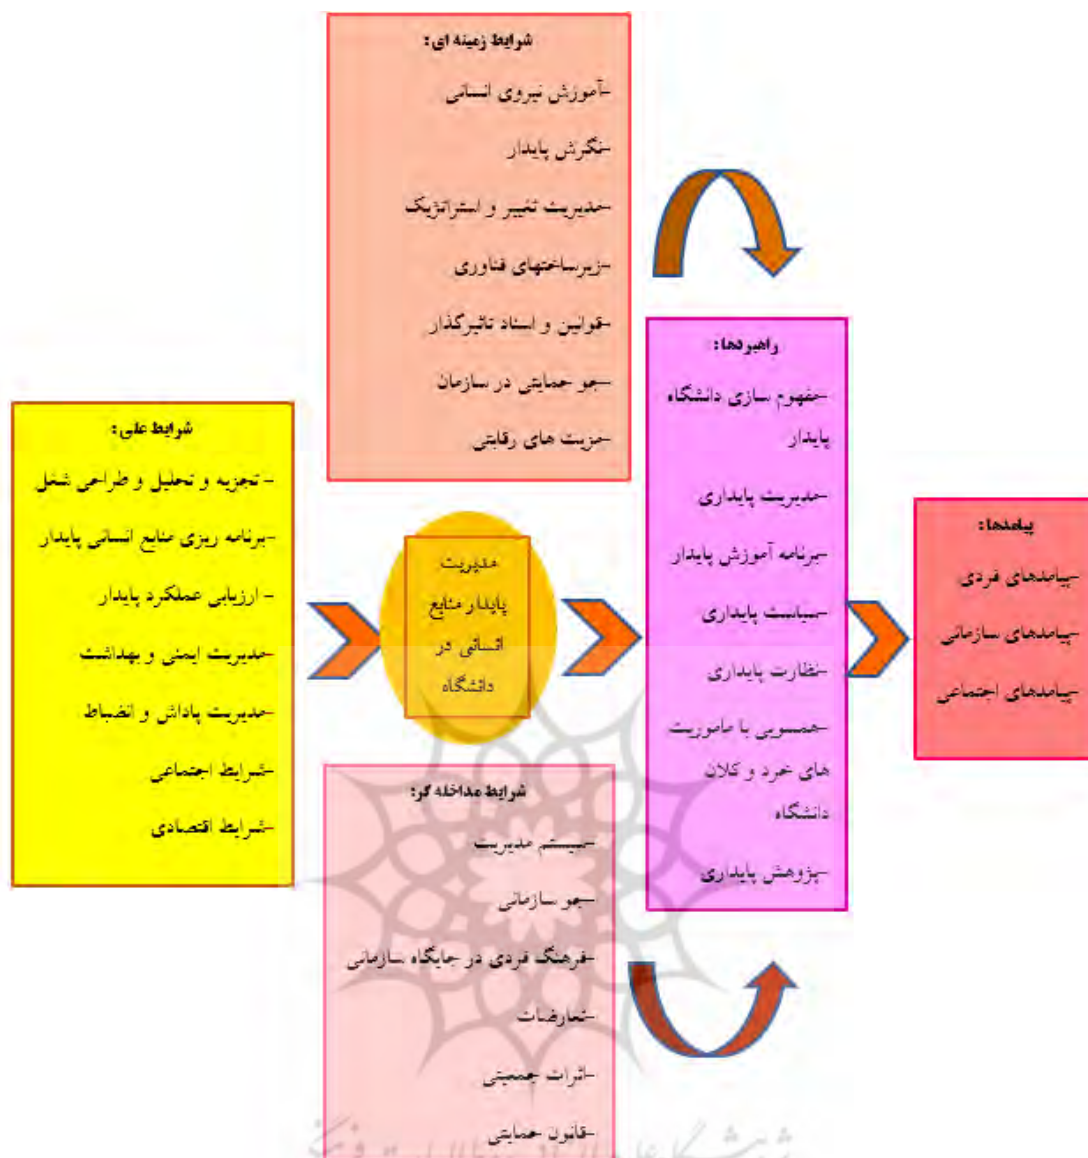 شرایط زمینه ای:
-آموزش نیروی انسانی
-نگرش پایدار
-مدیریت تغییر و استراتژیک
-زیرساختهای فناوری
-قوانین و اسناد تاثیرگذار
-جو حمایتی در سازمان
-مزیت های رقابتی
شرایط علی:
- تجزیه و تحلیل و طراحی شغل
-برنامه ریزی منابع انسانی پایدار
- ارزیابی عملکرد پایدار
-مدیریت ایمنی و بهداشت
-مدیریت پاداش و انضباط
-شرایط اجتماعی
-شرایط اقتصادی
مدیریت
پایدار منابع
انسانی در
دانشگاه
شرایط مداخله گر:
-سیستم مدیریت
-جو سازمانی
-فرهنگ فردی در جایگاه سازمانی
-تعارضات
-اثرات جمعیتی
-قانون حمایتی
راهبردها:
-مفهوم سازی دانشگاه
پایدار
-مدیریت پایداری
-برنامه آموزش پایدار
-سیاست پایداری
-نظارت پایداری
-همسویی با ماموریت
های خرد و کلان
دانشگاه
-پژوهش پایداری
پیامدها:
-پیامدهای فردی
-پیامدهای سازمانی
-پیامدهای اجتماعی